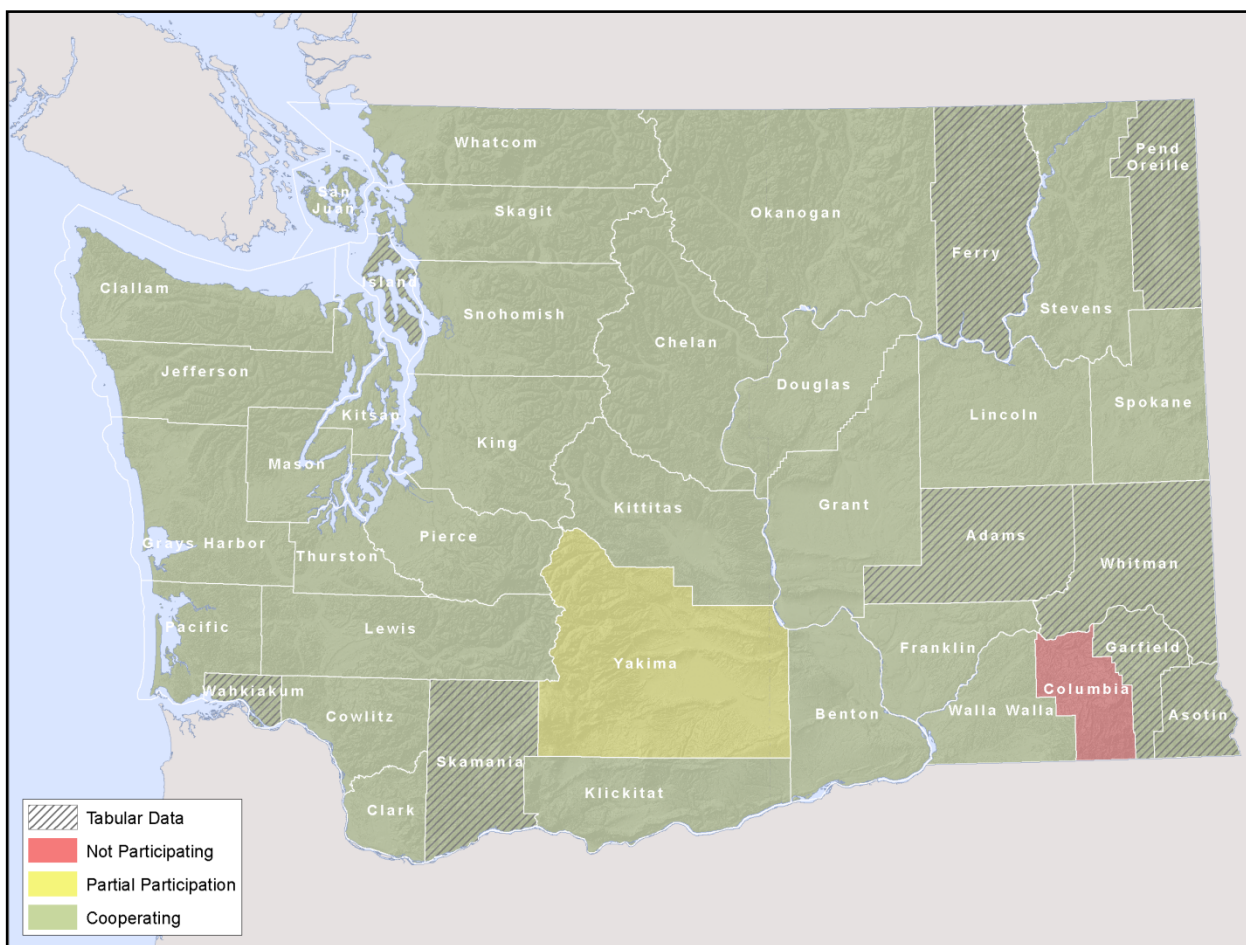 Whatcom
Pend
Oreille
San
Juan
Skagit
Okanogan
Ferry
Island
Clallam
Stevens
Snohomish
Chelan
Jefferson
Douglas
Spokane
Kitsap
Lincoln
King
Mason
Kittitas
Grant
Pierce
Adams
Grays Harbor
Thurston
Whitman
Pacific
Lewis
Franklin
Garfield
Yakima
Wahkiakum
Columbia
Cowlitz
Benton
Walla Walla
Asotin
Skamania
Klickitat
Clark
Tabular Data
Not Participating
Partial Participation
Cooperating